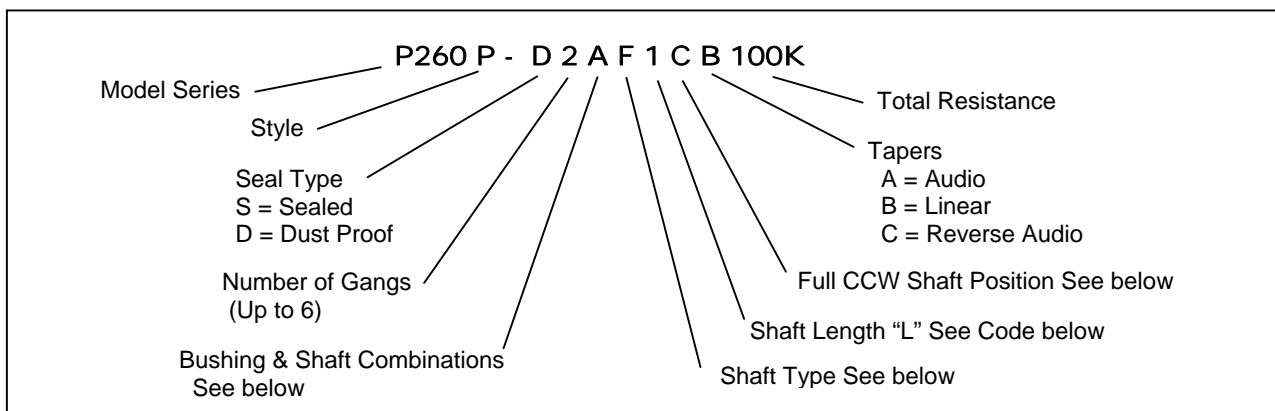 P260 P - D 2 A F 1 C B 100K
Model Series
Total Resistance
Style
Tapers
A = Audio
B = Linear
C = Reverse Audio
Seal Type
S = Sealed
D = Dust Proof
Number of Gangs
(Up to 6)
Full CCW Shaft Position See below
Shaft Length “L” See Code below
Bushing & Shaft Combinations
See below
Shaft Type See below